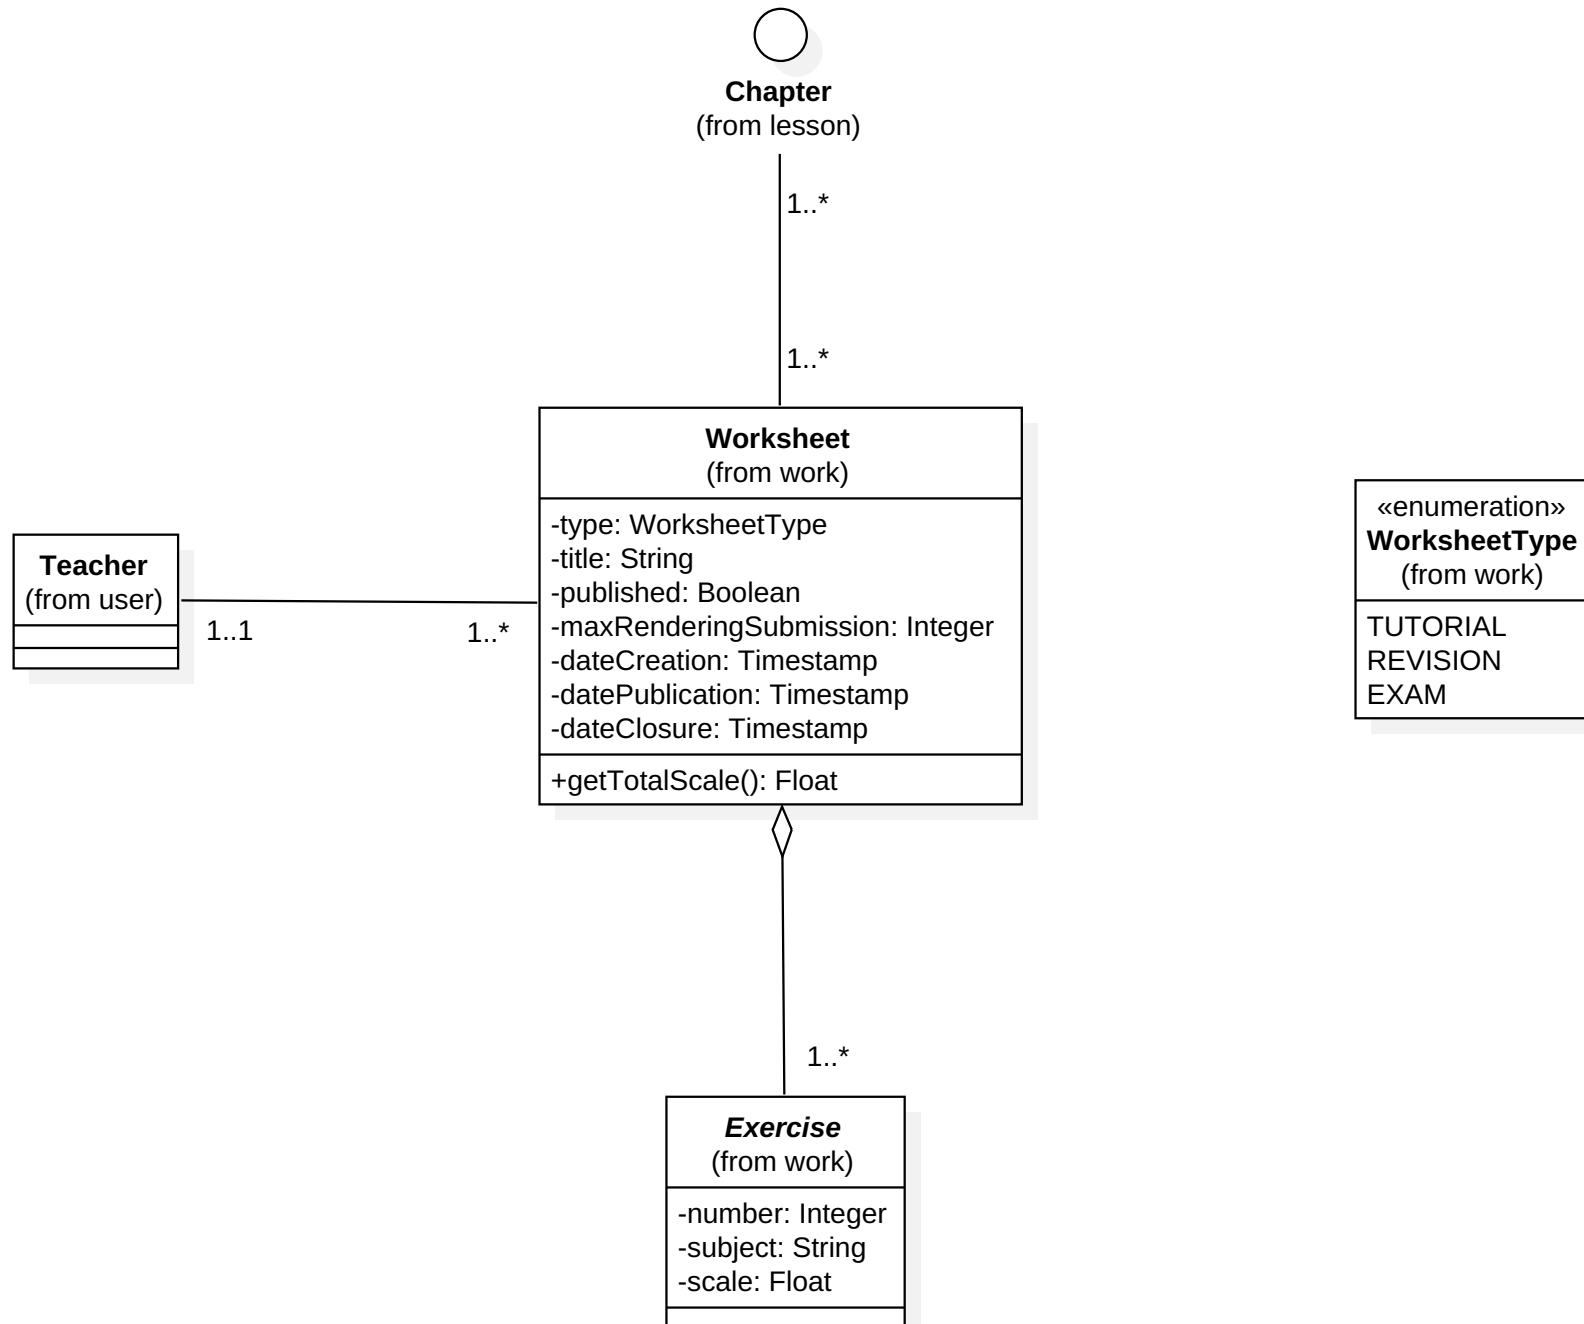 Chapter
(from lesson)
1..*
1..*
Worksheet
(from work)
-type: WorksheetType
-title: String
-published: Boolean
-maxRenderingSubmission: Integer
-dateCreation: Timestamp
-datePublication: Timestamp
-dateClosure: Timestamp
+getTotalScale(): Float
Teacher
(from user)
1..1
1..*
«enumeration»
WorksheetType
(from work)
TUTORIAL
REVISION
EXAM
1..*
Exercise
(from work)
-number: Integer
-subject: String
-scale: Float